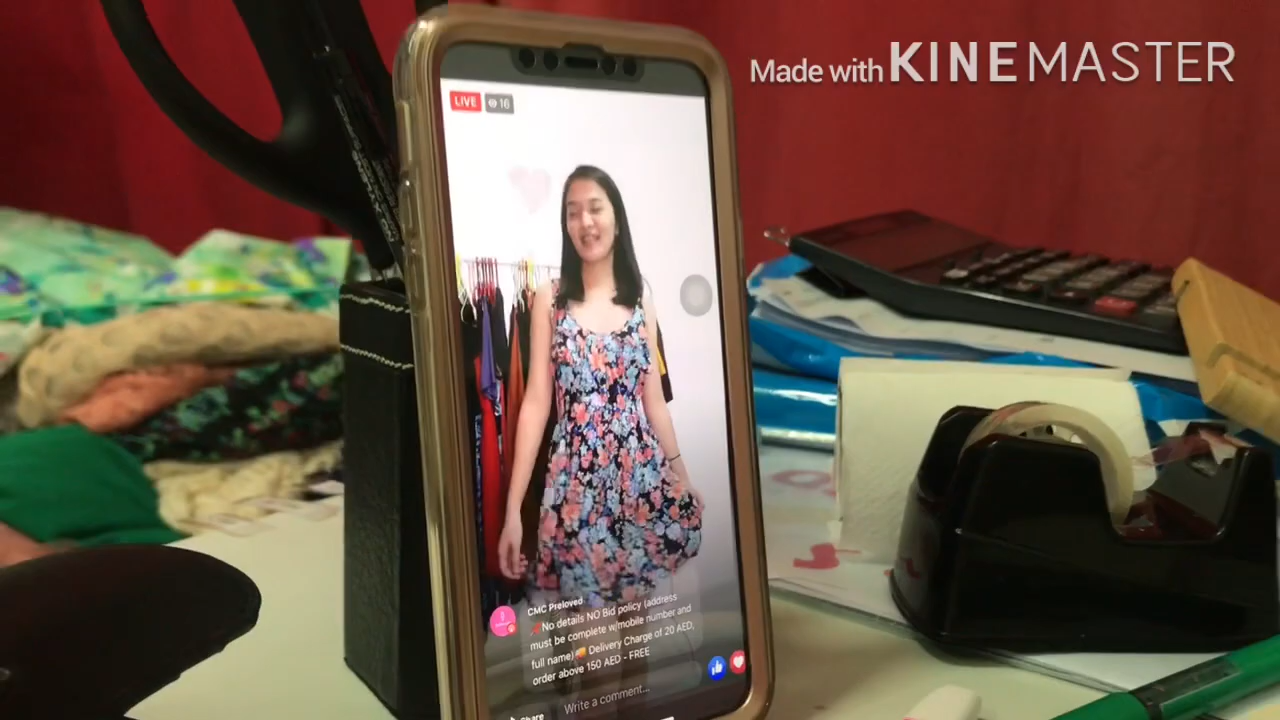 Made with KINEMASTER
LIVE 16
CMC Preloved
No details NO Bid policy (address
must be complete w/mobile number and
full name) Delivery Charge of 20 AED,
order above 150 AED - FREE
Write a comment...
Share